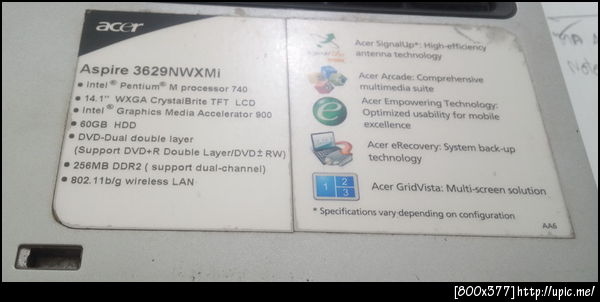 acer
Aspire 3629NWXMi
• Intel® Pentium® M processor 740
• 14.1" WXGA CrystalBrite TFT LCD
• Intel® Graphics Media Accelerator 900
• 60GB HDD
• DVD-Dual double layer
(Support DVD+R Double Layer/DVD±RW)
• 256MB DDR2 ( support dual-channel)
• 802.11b/g wireless LAN
Acer SignalUp*: High-efficiency
antenna technology
Acer Arcade: Comprehensive
multimedia suite
Acer Empowering Technology:
Optimized usability for mobile
excellence
Acer eRecovery: System back-up
technology
1 2
3
Acer GridVista: Multi-screen solution
* Specifications vary depending on configuration
AA6
[800x377]http://upic.me/